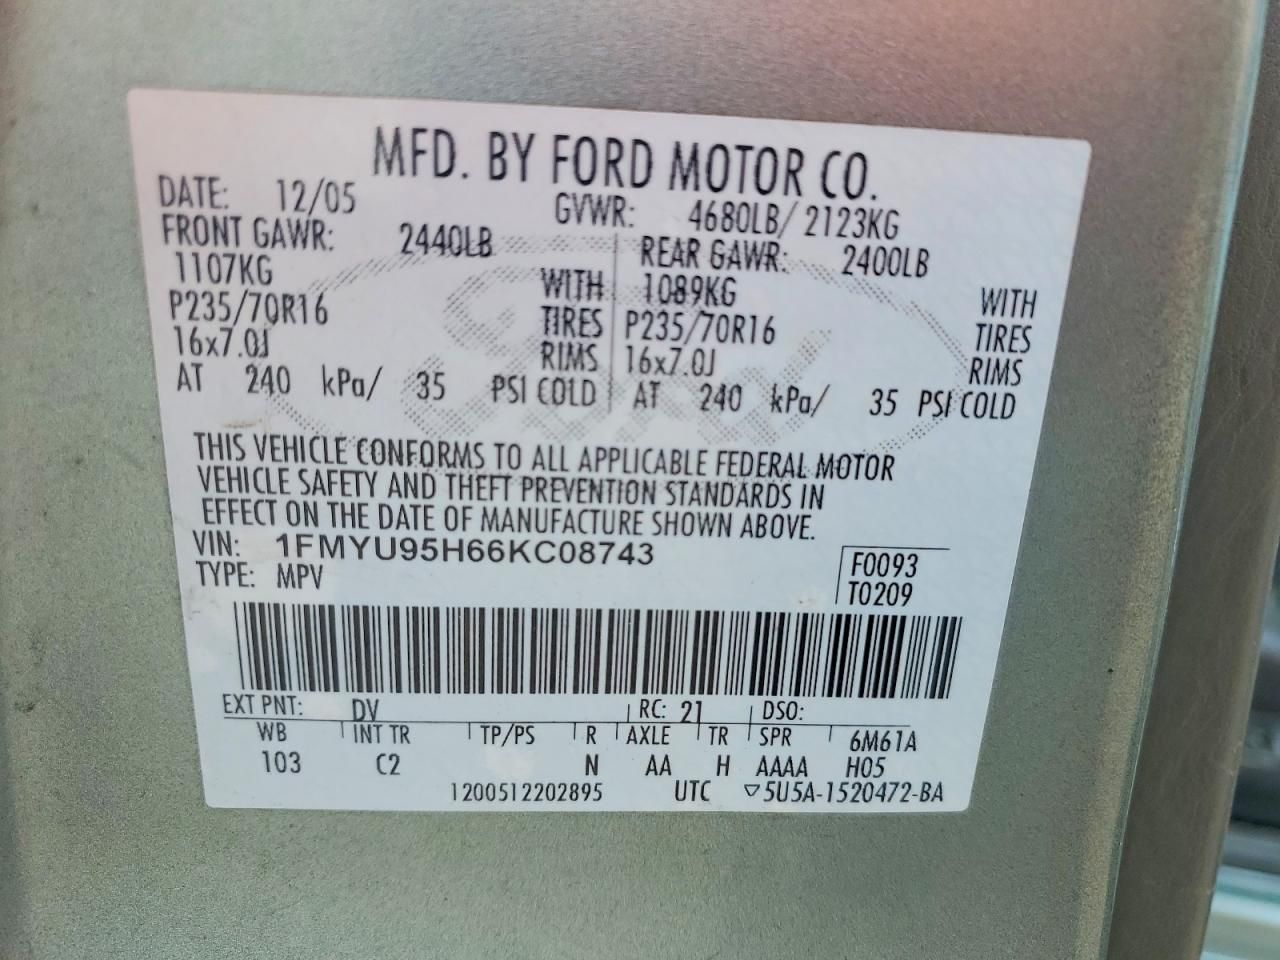 MFD. BY FORD MOTOR CO.
DATE: 12/05 GVWR: 4680LB/ 2123KG
FRONT GAWR: 2440LB REAR GAWR: 2400LB
1107KG WITH 1089KG WITH
P235/70R16 TIRES P235/70R16 TIRES
16x7.0J RIMS 16x7.0J RIMS
AT 240 kPa/ 35 PSI COLD AT 240 kPa/ 35 PSI COLD
Ford
THIS VEHICLE CONFORMS TO ALL APPLICABLE FEDERAL MOTOR
VEHICLE SAFETY AND THEFT PREVENTION STANDARDS IN
EFFECT ON THE DATE OF MANUFACTURE SHOWN ABOVE.
VIN: 1FMYU95H66KC08743 F0093
TYPE: MPV T0209
EXT PNT: DV RC: 21 DSO:
WB INT TR TP/PS R AXLE TR SPR 6M61A
103 C2 N AA H AAAA H05
1200512202895 UTC ▽5U5A-1520472-BA